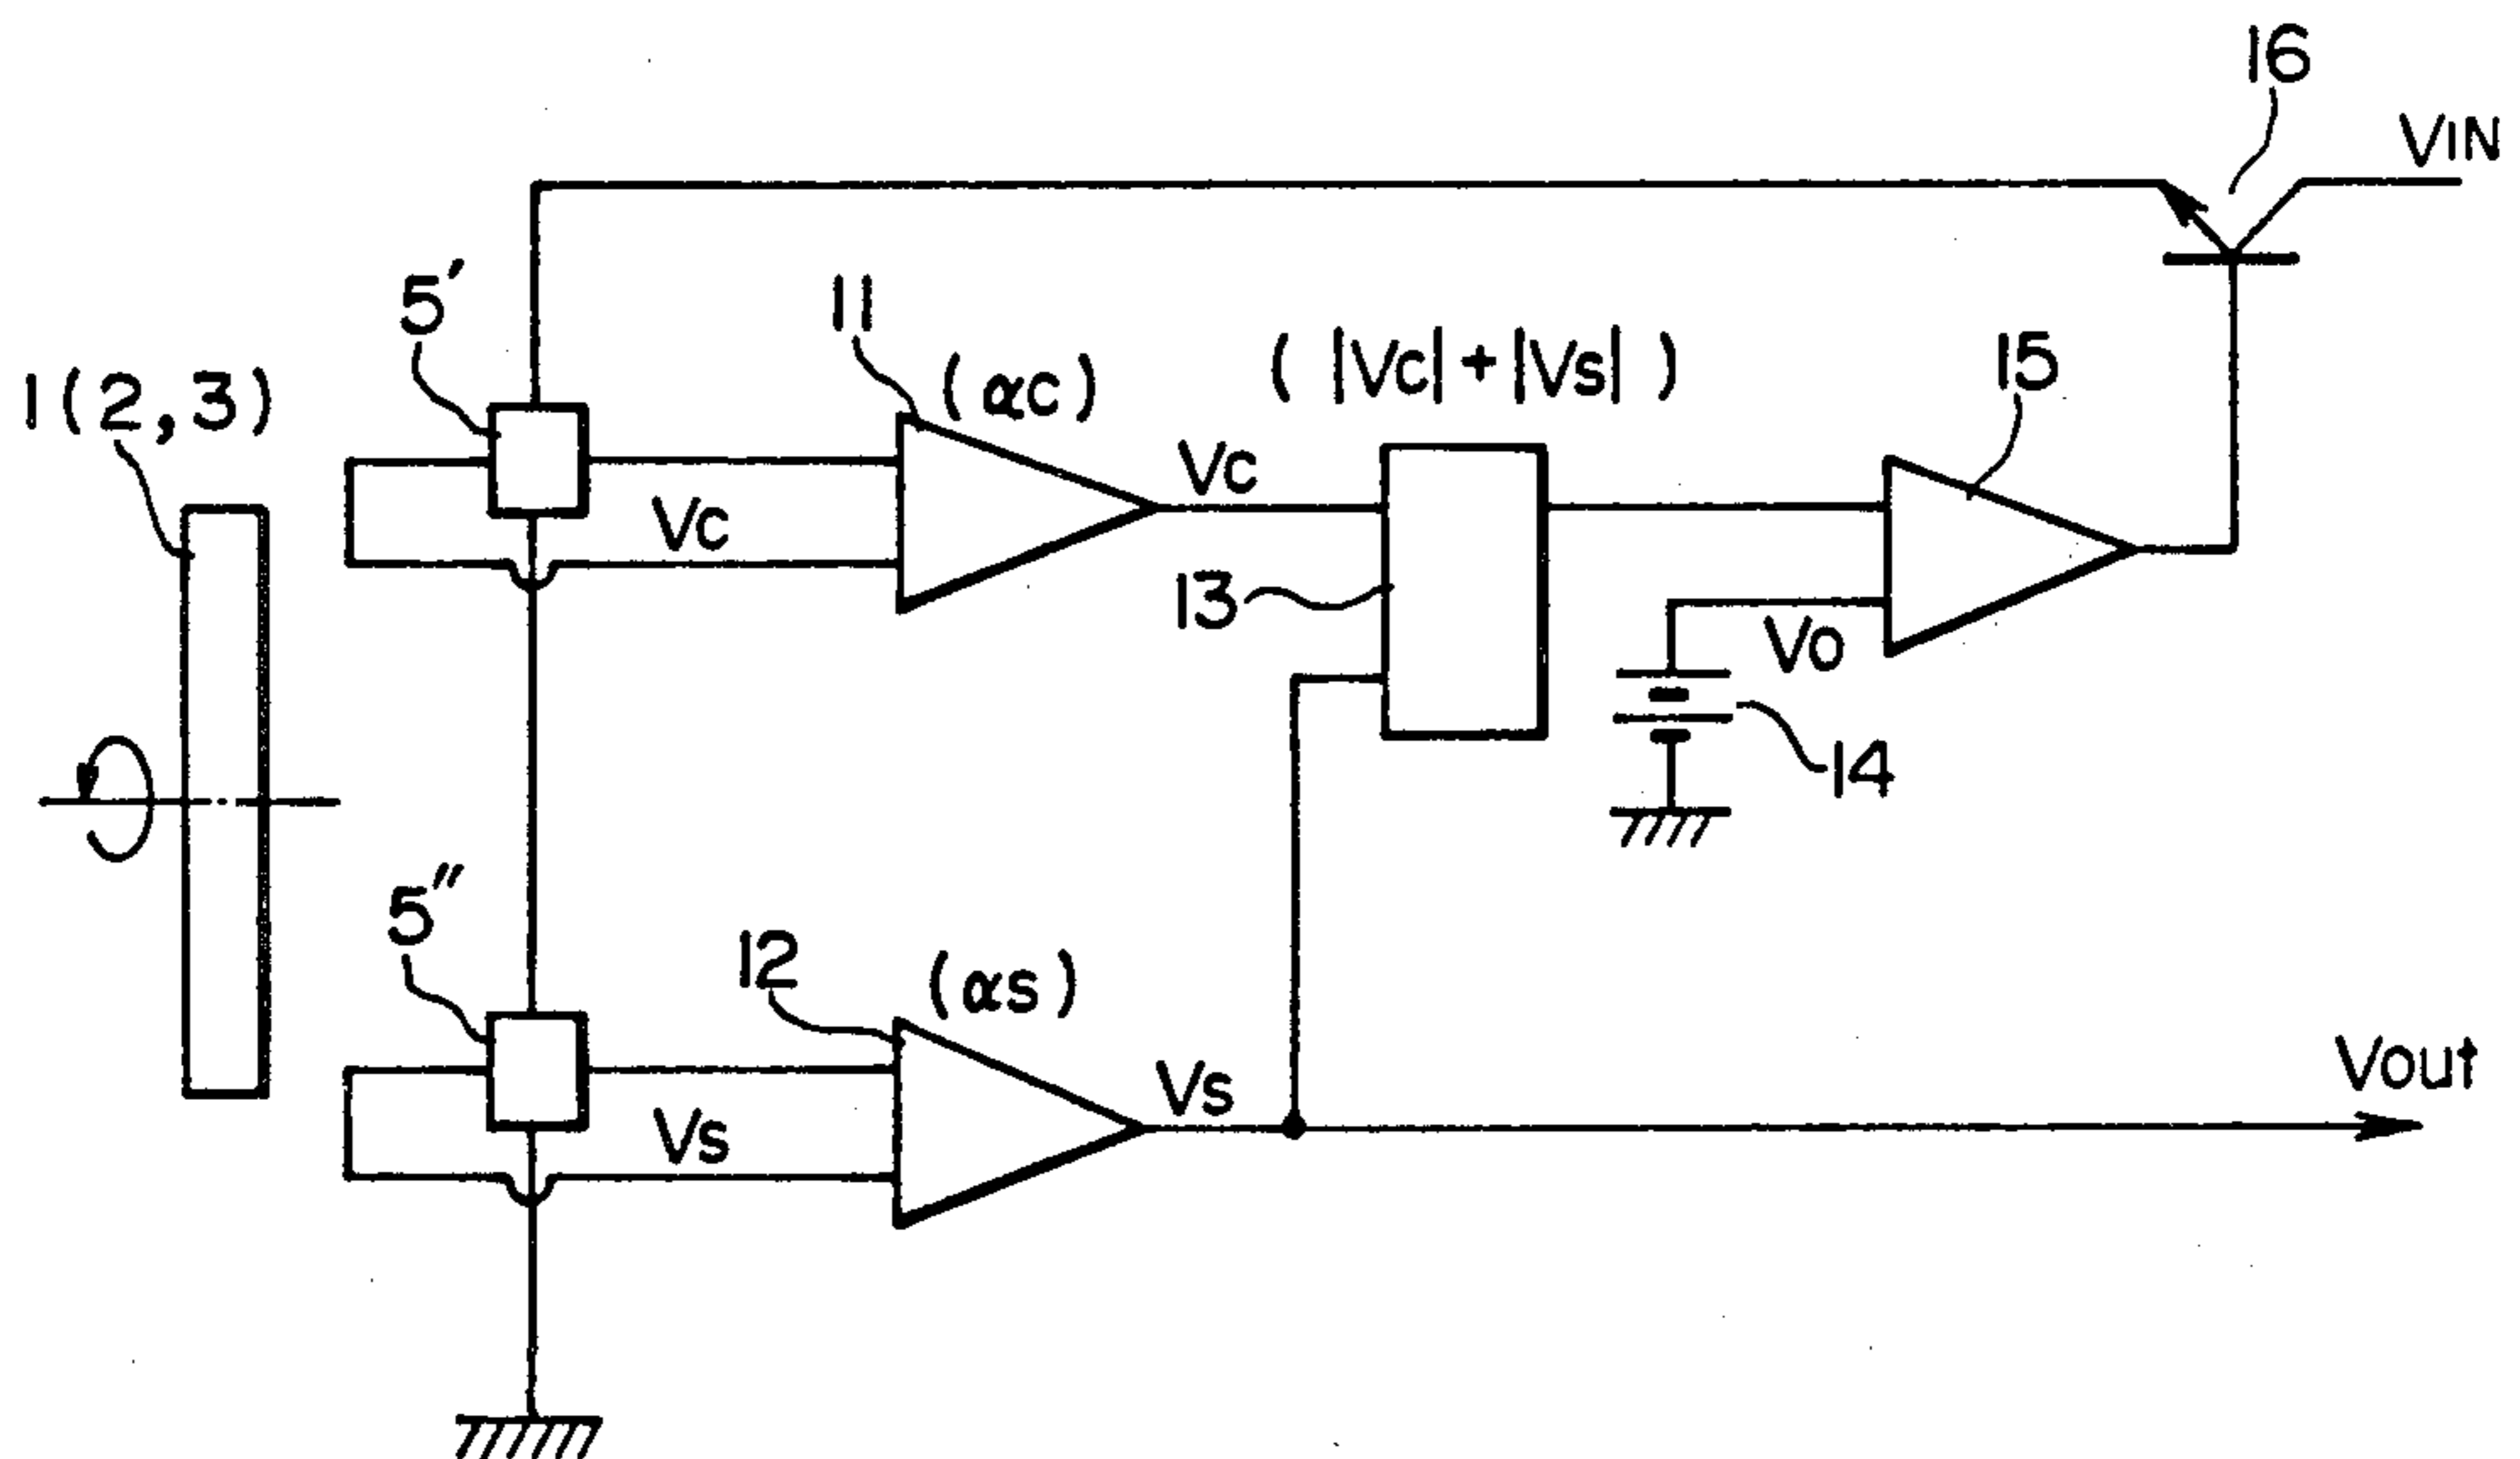 16
VIN
5′
11
(αc)
(|Vc|+|Vs|)
15
1(2,3)
Vc
Vc
13
Vo
14
5″
12
(αs)
Vs
Vs
Vout